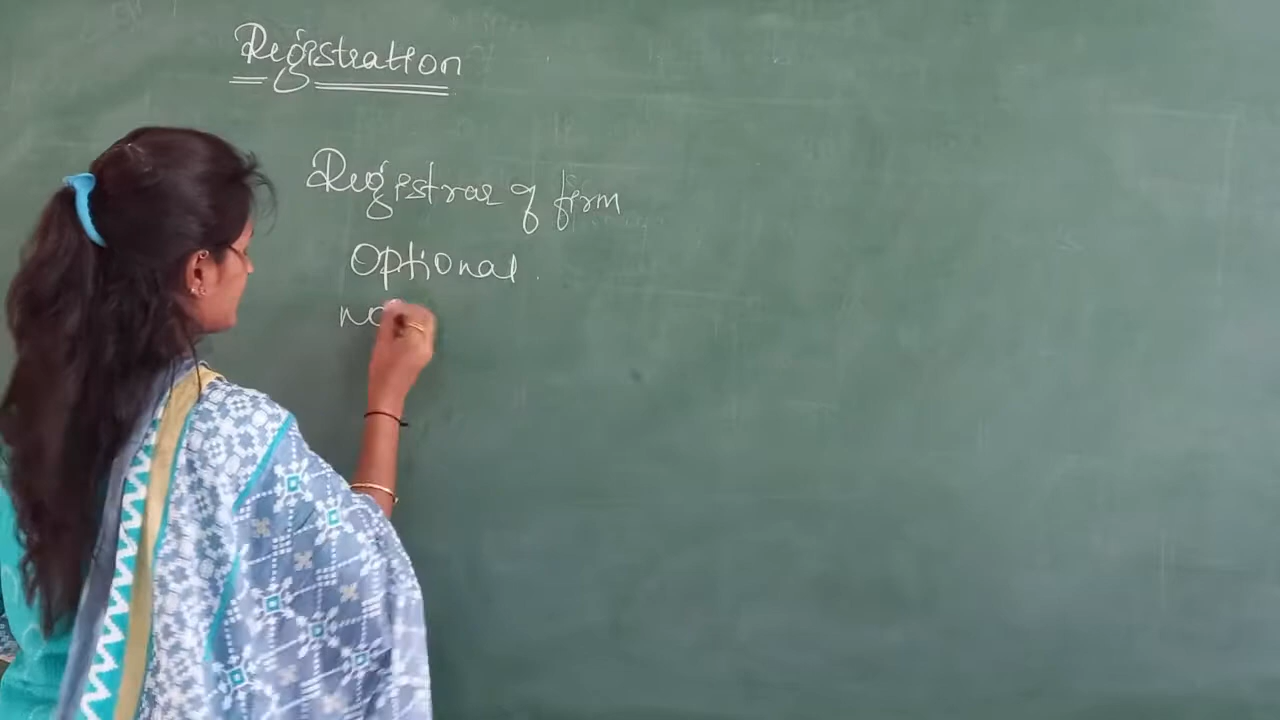 Registration
Registrar of firm
Optional.
no